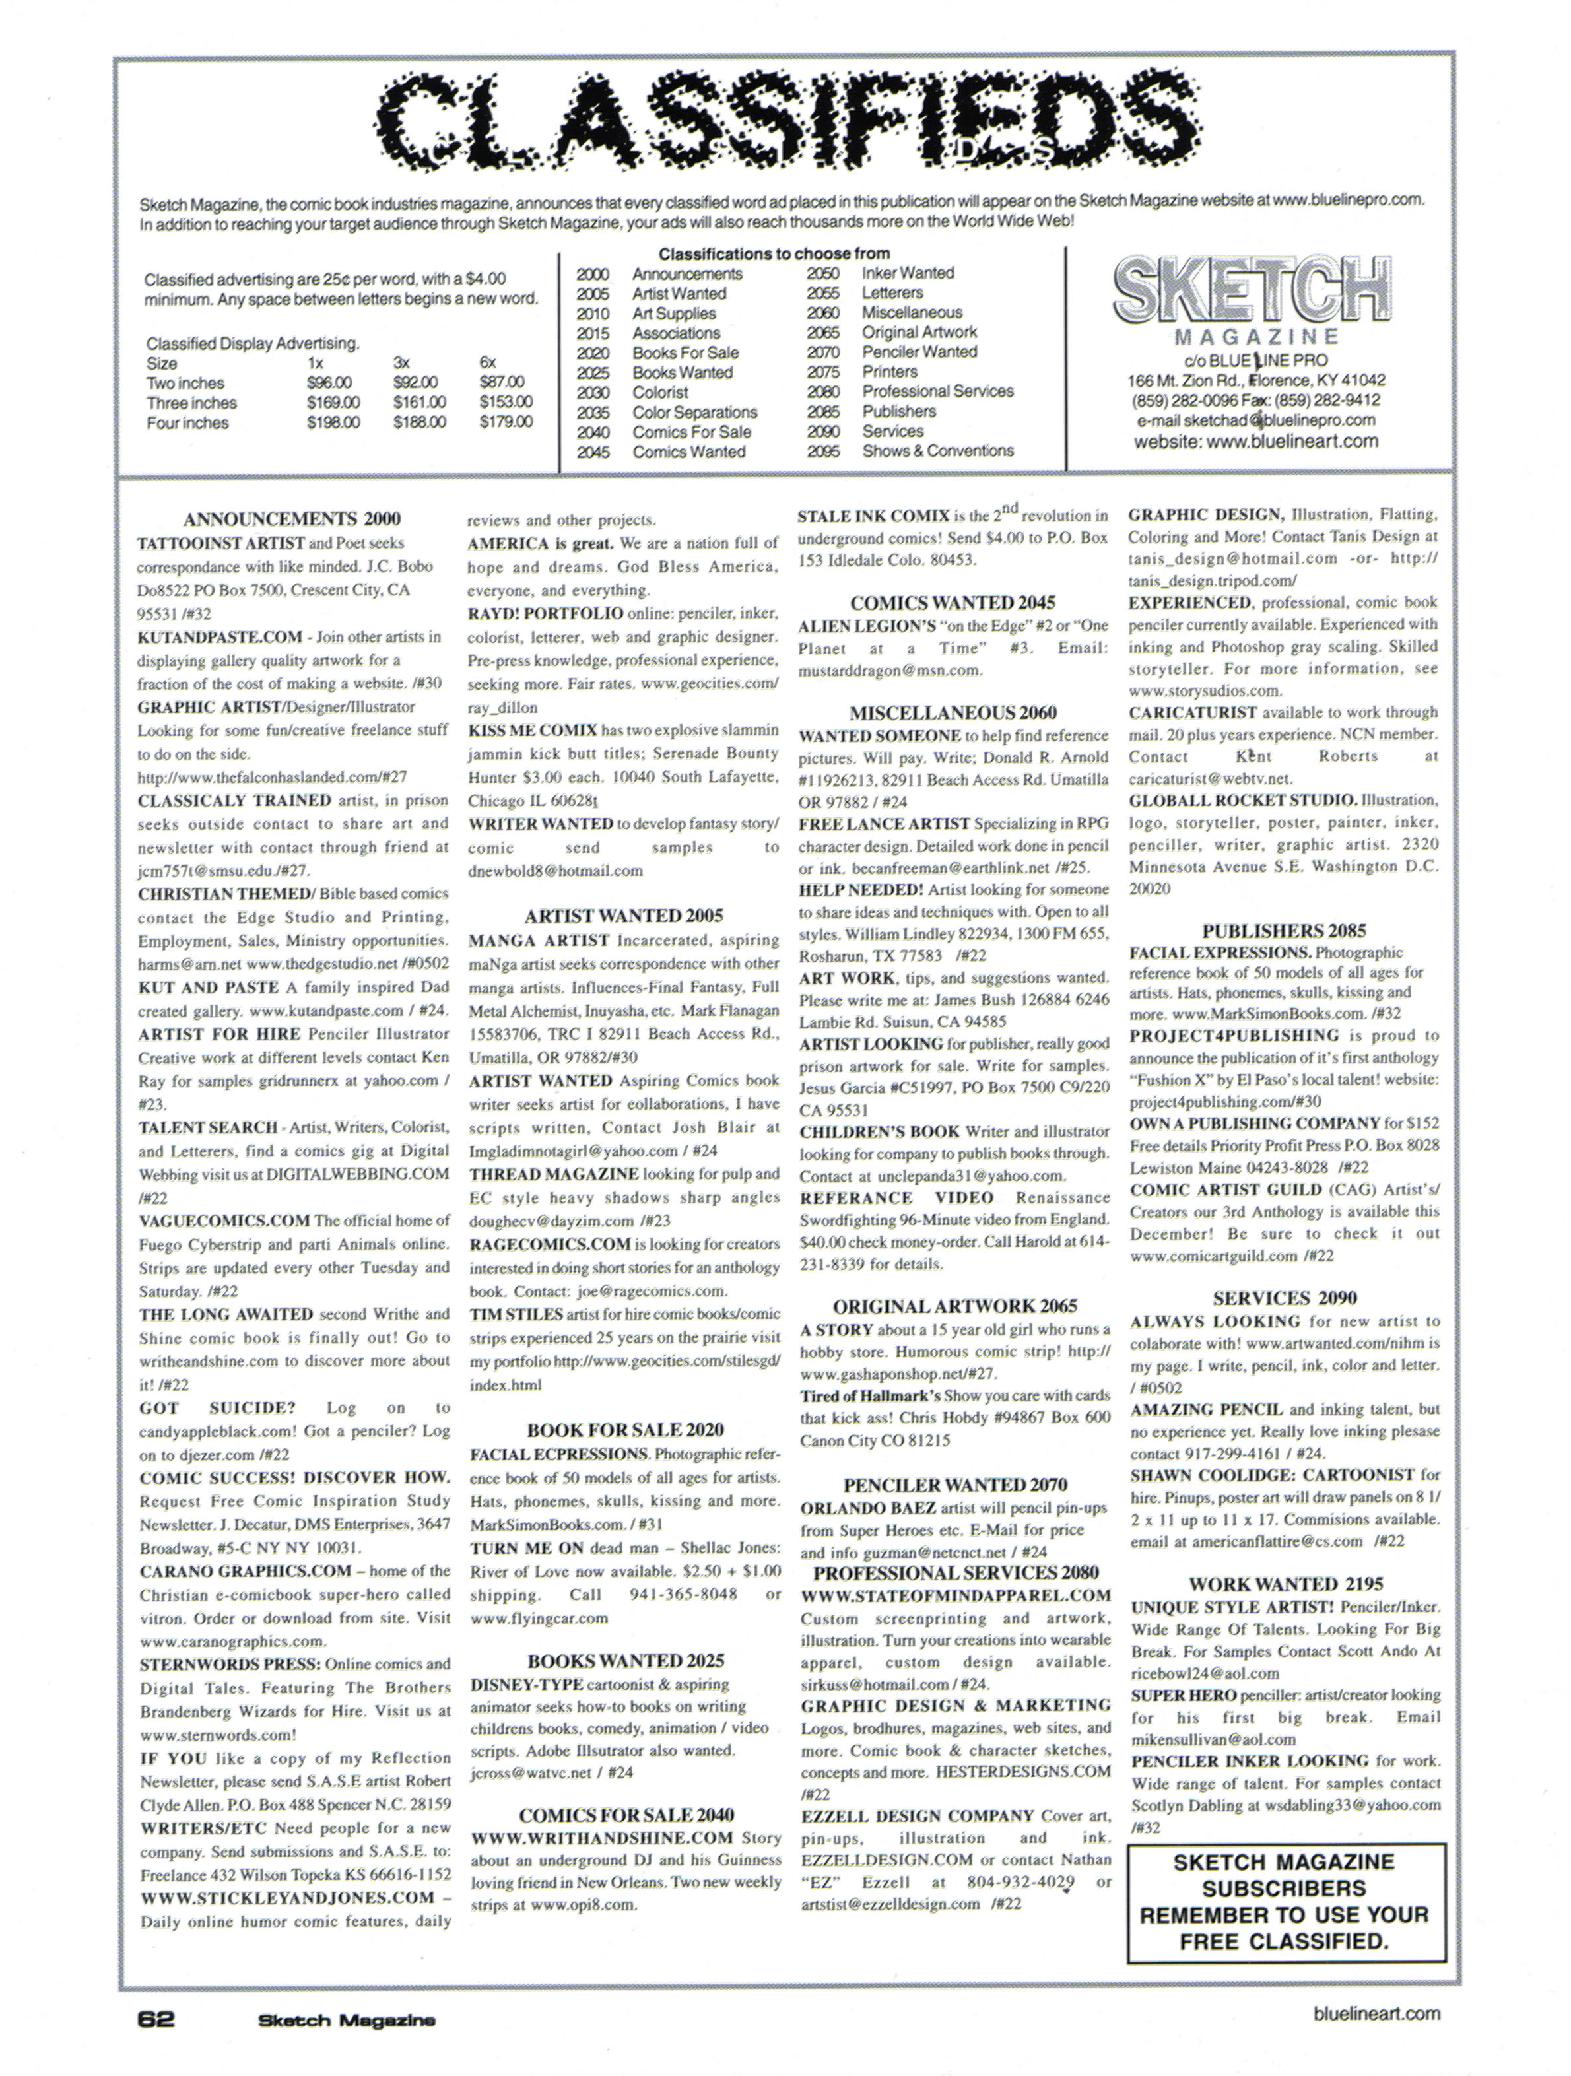 CLASSIFIEDS
Sketch Magazine, the comic book industries magazine, announces that every classified word ad placed in this publication will appear on the Sketch Magazine website at www.bluelinepro.com.
In addition to reaching your target audience through Sketch Magazine, your ads will also reach thousands more on the World Wide Web!
Classified advertising are 25¢ per word, with a $4.00
minimum. Any space between letters begins a new word.
Classified Display Advertising.
Size 1x 3x 6x
Two inches $96.00 $92.00 $87.00
Three inches $169.00 $161.00 $153.00
Four inches $198.00 $188.00 $179.00
Classifications to choose from
2000 Announcements 2050 Inker Wanted
2005 Artist Wanted 2055 Letterers
2010 Art Supplies 2060 Miscellaneous
2015 Associations 2065 Original Artwork
2020 Books For Sale 2070 Penciler Wanted
2025 Books Wanted 2075 Printers
2030 Colorist 2080 Professional Services
2035 Color Separations 2085 Publishers
2040 Comics For Sale 2090 Services
2045 Comics Wanted 2095 Shows & Conventions
SKETCH
MAGAZINE
c/o BLUE LINE PRO
166 Mt. Zion Rd., Florence, KY 41042
(859) 282-0096 Fax: (859) 282-9412
e-mail sketchad@bluelinepro.com
website: www.bluelineart.com
ANNOUNCEMENTS 2000
TATTOOINST ARTIST and Poet seeks
correspondance with like minded. J.C. Bobo
Do8522 PO Box 7500, Crescent City, CA
95531 /#32
KUTANDPASTE.COM - Join other artists in
displaying gallery quality artwork for a
fraction of the cost of making a website. /#30
GRAPHIC ARTIST/Designer/Illustrator
Looking for some fun/creative freelance stuff
to do on the side.
http://www.thefalconhaslanded.com/#27
CLASSICALY TRAINED artist, in prison
seeks outside contact to share art and
newsletter with contact through friend at
jcm757t@smsu.edu./#27.
CHRISTIAN THEMED/ Bible based comics
contact the Edge Studio and Printing,
Employment, Sales, Ministry opportunities.
harms@arn.net www.thedgestudio.net /#0502
KUT AND PASTE A family inspired Dad
created gallery. www.kutandpaste.com / #24.
ARTIST FOR HIRE Penciler Illustrator
Creative work at different levels contact Ken
Ray for samples gridrunnerx at yahoo.com /
#23.
TALENT SEARCH - Artist, Writers, Colorist,
and Letterers, find a comics gig at Digital
Webbing visit us at DIGITALWEBBING.COM
/#22
VAGUECOMICS.COM The official home of
Fuego Cyberstrip and parti Animals online.
Strips are updated every other Tuesday and
Saturday. /#22
THE LONG AWAITED second Writhe and
Shine comic book is finally out! Go to
writheandshine.com to discover more about
it! /#22
GOT SUICIDE? Log on to
candyappleblack.com! Got a penciler? Log
on to djezer.com /#22
COMIC SUCCESS! DISCOVER HOW.
Request Free Comic Inspiration Study
Newsletter. J. Decatur, DMS Enterprises, 3647
Broadway, #5-C NY NY 10031.
CARANO GRAPHICS.COM – home of the
Christian e-comicbook super-hero called
vitron. Order or download from site. Visit
www.caranographics.com.
STERNWORDS PRESS: Online comics and
Digital Tales. Featuring The Brothers
Brandenberg Wizards for Hire. Visit us at
www.sternwords.com!
IF YOU like a copy of my Reflection
Newsletter, please send S.A.S.E artist Robert
Clyde Allen. P.O. Box 488 Spencer N.C. 28159
WRITERS/ETC Need people for a new
company. Send submissions and S.A.S.E. to:
Freelance 432 Wilson Topeka KS 66616-1152
WWW.STICKLEYANDJONES.COM –
Daily online humor comic features, daily
reviews and other projects.
AMERICA is great. We are a nation full of
hope and dreams. God Bless America,
everyone, and everything.
RAYD! PORTFOLIO online: penciler, inker,
colorist, letterer, web and graphic designer.
Pre-press knowledge, professional experience,
seeking more. Fair rates. www.geocities.com/
ray_dillon
KISS ME COMIX has two explosive slammin
jammin kick butt titles; Serenade Bounty
Hunter $3.00 each. 10040 South Lafayette,
Chicago IL 60628
WRITER WANTED to develop fantasy story/
comic send samples to
dnewbold8@hotmail.com
ARTIST WANTED 2005
MANGA ARTIST Incarcerated, aspiring
maNga artist seeks correspondence with other
manga artists. Influences-Final Fantasy, Full
Metal Alchemist, Inuyasha, etc. Mark Flanagan
15583706, TRC I 82911 Beach Access Rd.,
Umatilla, OR 97882/#30
ARTIST WANTED Aspiring Comics book
writer seeks artist for collaborations, I have
scripts written, Contact Josh Blair at
Imgladimnotagirl@yahoo.com / #24
THREAD MAGAZINE looking for pulp and
EC style heavy shadows sharp angles
doughecv@dayzim.com /#23
RAGECOMICS.COM is looking for creators
interested in doing short stories for an anthology
book. Contact: joe@ragecomics.com.
TIM STILES artist for hire comic books/comic
strips experienced 25 years on the prairie visit
my portfolio http://www.geocities.com/stilesgd/
index.html
BOOK FOR SALE 2020
FACIAL ECPRESSIONS. Photographic refer-
ence book of 50 models of all ages for artists.
Hats, phonemes, skulls, kissing and more.
MarkSimonBooks.com. / #31
TURN ME ON dead man – Shellac Jones:
River of Love now available. $2.50 + $1.00
shipping. Call 941-365-8048 or
www.flyingcar.com
BOOKS WANTED 2025
DISNEY-TYPE cartoonist & aspiring
animator seeks how-to books on writing
childrens books, comedy, animation / video
scripts. Adobe Illsutrator also wanted.
jcross@watvc.net / #24
COMICS FOR SALE 2040
WWW.WRITHANDSHINE.COM Story
about an underground DJ and his Guinness
loving friend in New Orleans. Two new weekly
strips at www.opi8.com.
STALE INK COMIX is the 2nd revolution in
underground comics! Send $4.00 to P.O. Box
153 Idledale Colo. 80453.
COMICS WANTED 2045
ALIEN LEGION'S "on the Edge" #2 or "One
Planet at a Time" #3. Email:
mustarddragon@msn.com.
MISCELLANEOUS 2060
WANTED SOMEONE to help find reference
pictures. Will pay. Write; Donald R. Arnold
#11926213, 82911 Beach Access Rd. Umatilla
OR 97882 / #24
FREE LANCE ARTIST Specializing in RPG
character design. Detailed work done in pencil
or ink. becanfreeman@earthlink.net /#25.
HELP NEEDED! Artist looking for someone
to share ideas and techniques with. Open to all
styles. William Lindley 822934, 1300 FM 655,
Rosharun, TX 77583 /#22
ART WORK, tips, and suggestions wanted.
Please write me at: James Bush 126884 6246
Lambie Rd. Suisun, CA 94585
ARTIST LOOKING for publisher, really good
prison artwork for sale. Write for samples.
Jesus Garcia #C51997, PO Box 7500 C9/220
CA 95531
CHILDREN'S BOOK Writer and illustrator
looking for company to publish books through.
Contact at unclepanda31@yahoo.com.
REFERANCE VIDEO Renaissance
Swordfighting 96-Minute video from England.
$40.00 check money-order. Call Harold at 614-
231-8339 for details.
ORIGINAL ARTWORK 2065
A STORY about a 15 year old girl who runs a
hobby store. Humorous comic strip! http://
www.gashaponshop.net/#27.
Tired of Hallmark's Show you care with cards
that kick ass! Chris Hobdy #94867 Box 600
Canon City CO 81215
PENCILER WANTED 2070
ORLANDO BAEZ artist will pencil pin-ups
from Super Heroes etc. E-Mail for price
and info guzman@netcnct.net / #24
PROFESSIONAL SERVICES 2080
WWW.STATEOFMINDAPPAREL.COM
Custom screenprinting and artwork,
illustration. Turn your creations into wearable
apparel, custom design available.
sirkuss@hotmail.com / #24.
GRAPHIC DESIGN & MARKETING
Logos, brodhures, magazines, web sites, and
more. Comic book & character sketches,
concepts and more. HESTERDESIGNS.COM
/#22
EZZELL DESIGN COMPANY Cover art,
pin-ups, illustration and ink.
EZZELLDESIGN.COM or contact Nathan
"EZ" Ezzell at 804-932-4029 or
artstist@ezzelldesign.com /#22
GRAPHIC DESIGN, Illustration, Flatting,
Coloring and More! Contact Tanis Design at
tanis_design@hotmail.com -or- http://
tanis_design.tripod.com/
EXPERIENCED, professional, comic book
penciler currently available. Experienced with
inking and Photoshop gray scaling. Skilled
storyteller. For more information, see
www.storysudios.com.
CARICATURIST available to work through
mail. 20 plus years experience. NCN member.
Contact Kent Roberts at
caricaturist@webtv.net.
GLOBALL ROCKET STUDIO. Illustration,
logo, storyteller, poster, painter, inker,
penciller, writer, graphic artist. 2320
Minnesota Avenue S.E. Washington D.C.
20020
PUBLISHERS 2085
FACIAL EXPRESSIONS. Photographic
reference book of 50 models of all ages for
artists. Hats, phonemes, skulls, kissing and
more. www.MarkSimonBooks.com. /#32
PROJECT4PUBLISHING is proud to
announce the publication of it's first anthology
"Fushion X" by El Paso's local talent! website:
project4publishing.com/#30
OWN A PUBLISHING COMPANY for $152
Free details Priority Profit Press P.O. Box 8028
Lewiston Maine 04243-8028 /#22
COMIC ARTIST GUILD (CAG) Artist's/
Creators our 3rd Anthology is available this
December! Be sure to check it out
www.comicartguild.com /#22
SERVICES 2090
ALWAYS LOOKING for new artist to
colaborate with! www.artwanted.com/nihm is
my page. I write, pencil, ink, color and letter.
/ #0502
AMAZING PENCIL and inking talent, but
no experience yet. Really love inking plesase
contact 917-299-4161 / #24.
SHAWN COOLIDGE: CARTOONIST for
hire. Pinups, poster art will draw panels on 8 1/
2 x 11 up to 11 x 17. Commisions available.
email at americanflattire@cs.com /#22
WORK WANTED 2195
UNIQUE STYLE ARTIST! Penciler/Inker.
Wide Range Of Talents. Looking For Big
Break. For Samples Contact Scott Ando At
ricebowl24@aol.com
SUPER HERO penciller: artist/creator looking
for his first big break. Email
mikensullivan@aol.com
PENCILER INKER LOOKING for work.
Wide range of talent. For samples contact
Scotlyn Dabling at wsdabling33@yahoo.com
/#32
SKETCH MAGAZINE
SUBSCRIBERS
REMEMBER TO USE YOUR
FREE CLASSIFIED.
62 Sketch Magazine
bluelineart.com